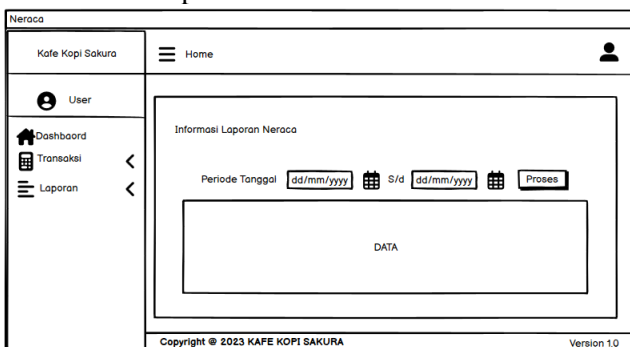 Neraca
Kafe Kopi Sakura
Home
User
Dashbaord
Transaksi
Laporan
Informasi Laporan Neraca
Periode Tanggal dd/mm/yyyy S/d dd/mm/yyyy Proses
DATA
Copyright @ 2023 KAFE KOPI SAKURA Version 1.0